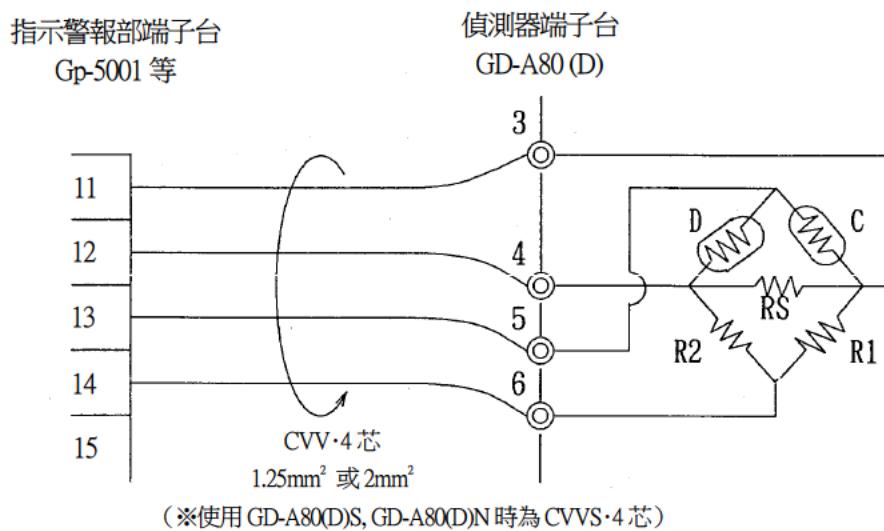 指示警報部端子台
Gp-5001 等
偵測器端子台
GD-A80 (D)
3
11
D
C
12
4
RS
13
5
R2
R1
14
6
15
CVV·4 芯
1.25mm² 或 2mm²
(※使用 GD-A80(D)S, GD-A80(D)N 時為 CVVS·4 芯)